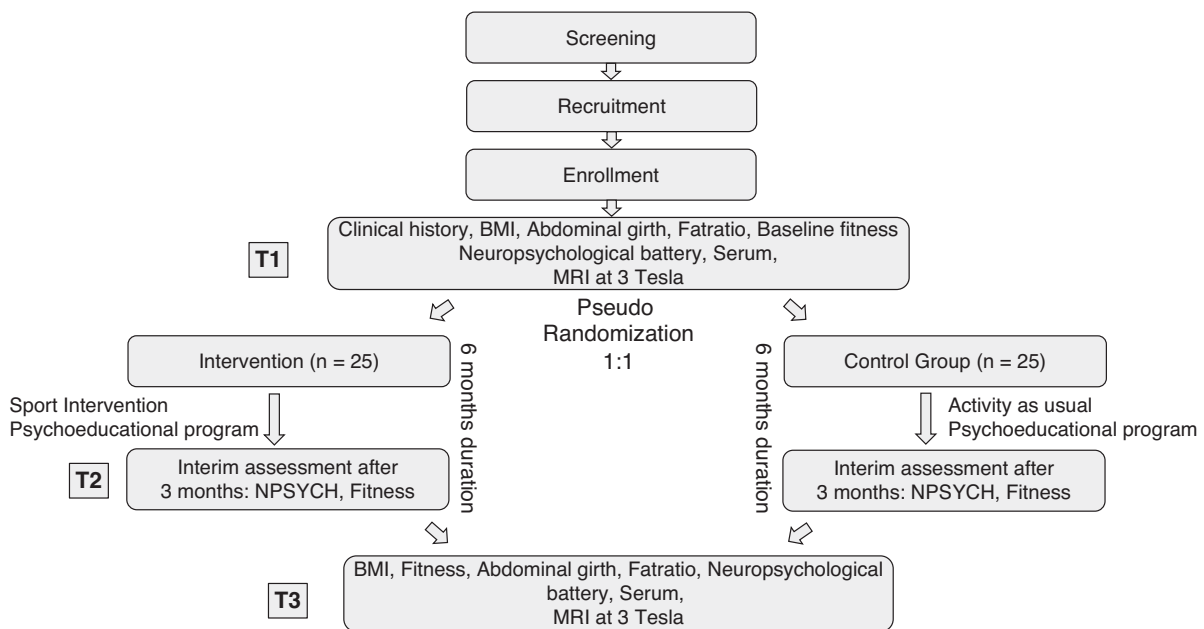 Screening
Recruitment
Enrollment
T1
Clinical history, BMI, Abdominal girth, Fatratio, Baseline fitness
Neuropsychological battery, Serum,
MRI at 3 Tesla
Pseudo
Randomization
1:1
Intervention (n = 25)
6 months duration
6 months duration
Control Group (n = 25)
Sport Intervention
Psychoeducational program
Activity as usual
Psychoeducational program
T2
Interim assessment after
3 months: NPSYCH, Fitness
Interim assessment after
3 months: NPSYCH, Fitness
T3
BMI, Fitness, Abdominal girth, Fatratio, Neuropsychological
battery, Serum,
MRI at 3 Tesla